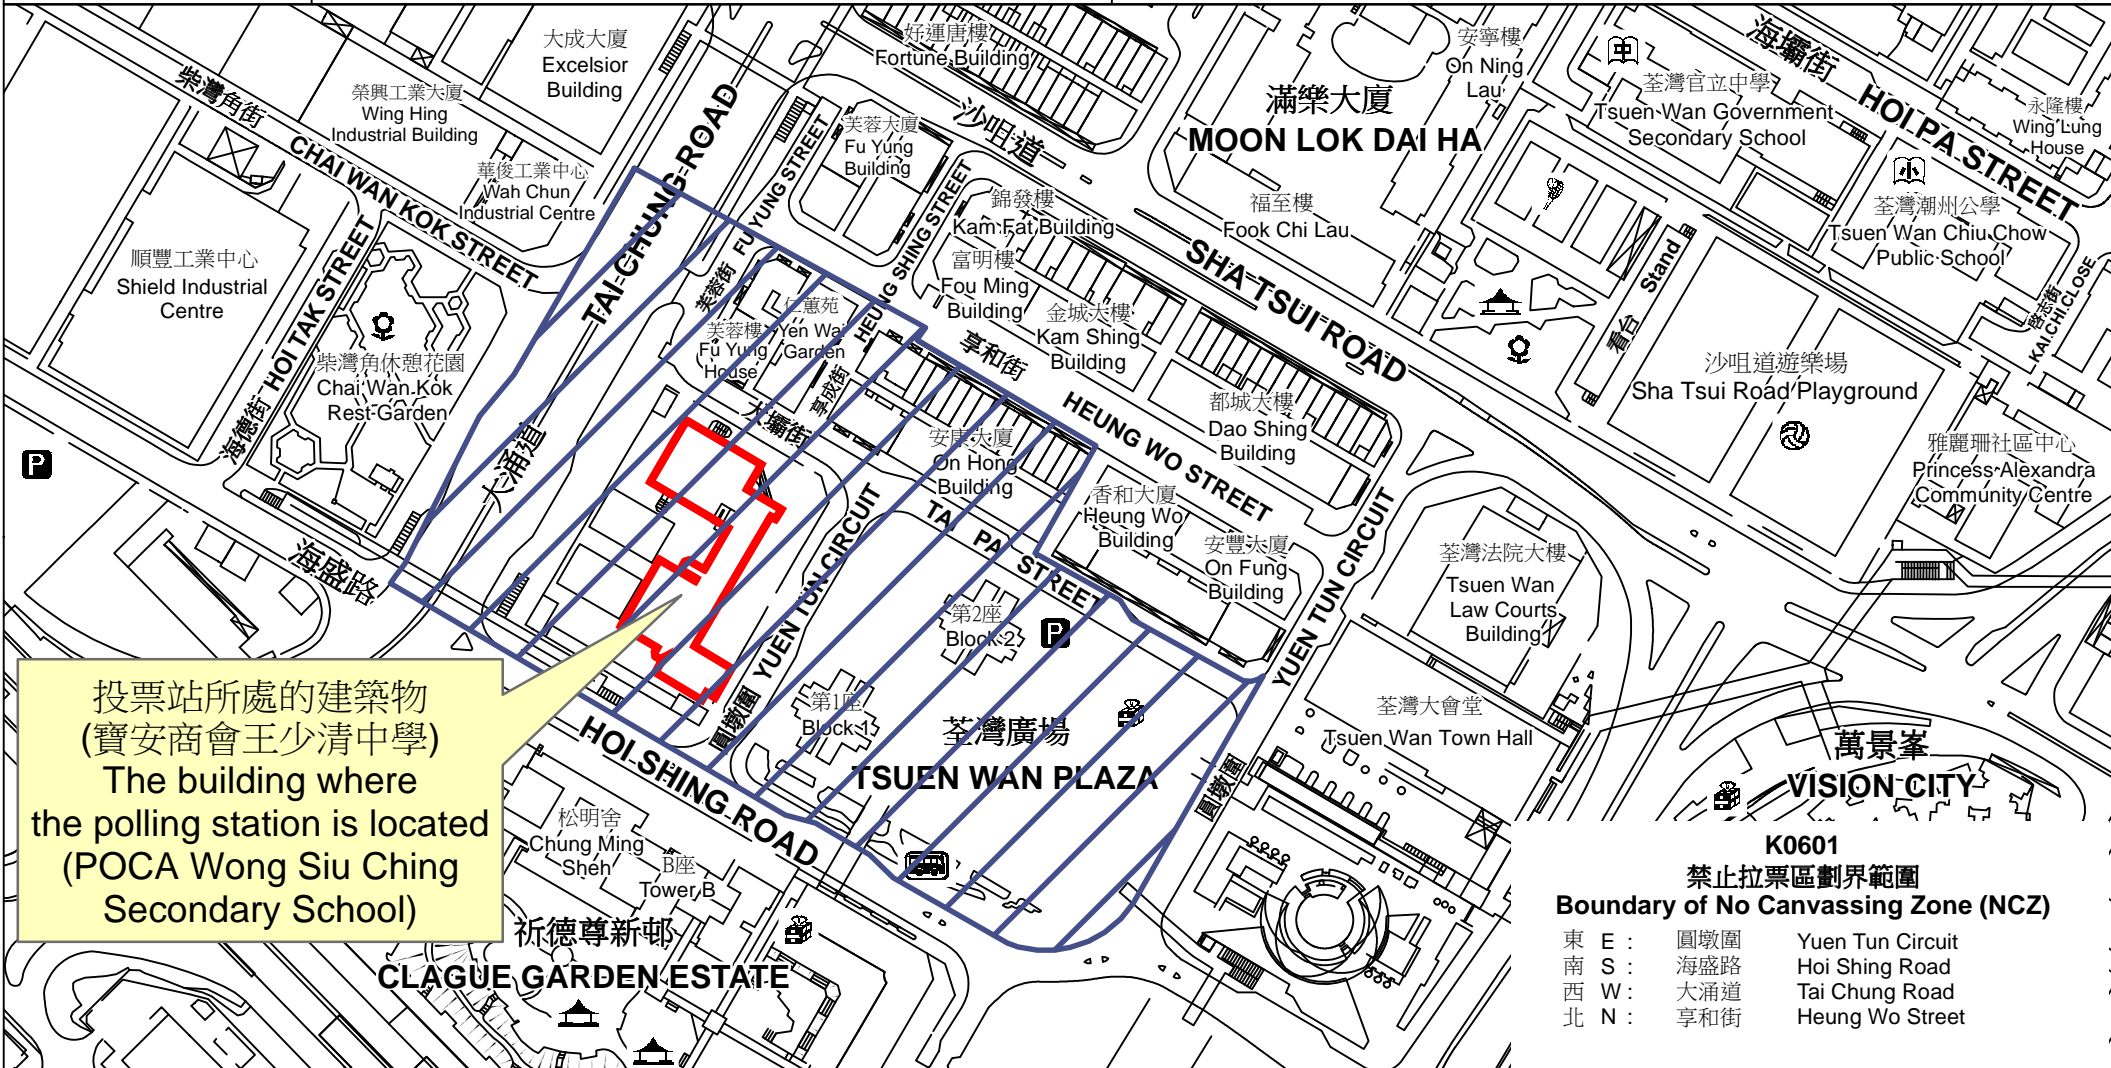 大成大廈
Excelsior
Building
好運唐樓
Fortune Building
安寧樓
On Ning
Lau
海壩街
HOI PA STREET
荃灣官立中學
Tsuen Wan Government
Secondary School
永隆樓
Wing Lung
House
柴灣角街
CHAI WAN KOK STREET
榮興工業大廈
Wing Hing
Industrial Building
華俊工業中心
Wah Chun
Industrial Centre
TAI CHUNG ROAD
大涌道
芙蓉大廈
Fu Yung
Building
沙咀道
SHA TSUI ROAD
滿樂大廈
MOON LOK DAI HA
中
小
荃灣潮州公學
Tsuen Wan Chiu Chow
Public School
啓志街
KAI CHI CLOSE
順豐工業中心
Shield Industrial
Centre
海德街 HOI TAK STREET
柴灣角休憩花園
Chai Wan Kok
Rest Garden
芙蓉街 FU YUNG STREET
HEUNG SHING STREET
享成街
錦發樓
Kam Fat Building
富明樓
Fou Ming
Building
福至樓
Fook Chi Lau
看台 Stand
仁蕙苑
Yen Wai
Garden
芙蓉樓
Fu Yung
House
金城大樓
Kam Shing
Building
享和街
HEUNG WO STREET
沙咀道遊樂場
Sha Tsui Road Playground
都城大樓
Dao Shing
Building
大壩街
TAI PA STREET
安康大廈
On Hong
Building
香和大廈
Heung Wo
Building
安豐大廈
On Fung
Building
雅麗珊社區中心
Princess Alexandra
Community Centre
P
海盛路
HOI SHING ROAD
圓墩圍 YUEN TUN CIRCUIT
YUEN TUN CIRCUIT
圓墩圍
荃灣法院大樓
Tsuen Wan
Law Courts
Building
第2座
Block 2
P
第1座
Block 1
荃灣廣場
TSUEN WAN PLAZA
荃灣大會堂
Tsuen Wan Town Hall
萬景峯
VISION CITY
投票站所處的建築物
(寶安商會王少清中學)
The building where
the polling station is located
(POCA Wong Siu Ching
Secondary School)
松明舍
Chung Ming
Sheh
B座
Tower B
祈德尊新邨
CLAGUE GARDEN ESTATE
K0601
禁止拉票區劃界範圍
Boundary of No Canvassing Zone (NCZ)
東 E : 圓墩圍 Yuen Tun Circuit
南 S : 海盛路 Hoi Shing Road
西 W : 大涌道 Tai Chung Road
北 N : 享和街 Heung Wo Street